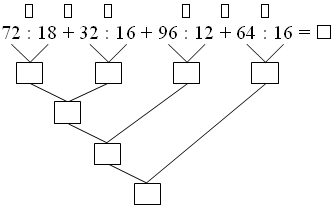 72 : 18 + 32 : 16 + 96 : 12 + 64 : 16 = □